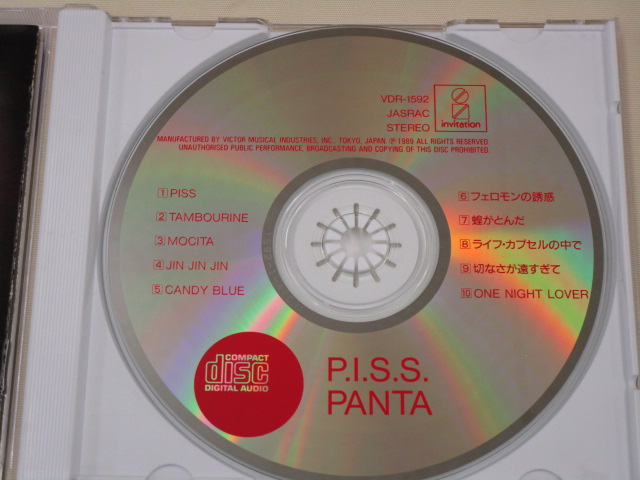 VDR-1592
JASRAC
STEREO
invitation
MANUFACTURED BY VICTOR MUSICAL INDUSTRIES, INC., TOKYO, JAPAN Ⓟ 1989 ALL RIGHTS RESERVED
UNAUTHORISED PUBLIC PERFORMANCE, BROADCASTING AND COPYING OF THIS DISC PROHIBITED.
1 PISS
2 TAMBOURINE
3 MOCITA
4 JIN JIN JIN
5 CANDY BLUE
6 フェロモンの誘惑
7 蝗がとんだ
8 ライフ・カプセルの中で
9 切なさが遠すぎて
10 ONE NIGHT LOVER
COMPACT
disc
DIGITAL AUDIO
P.I.S.S.
PANTA